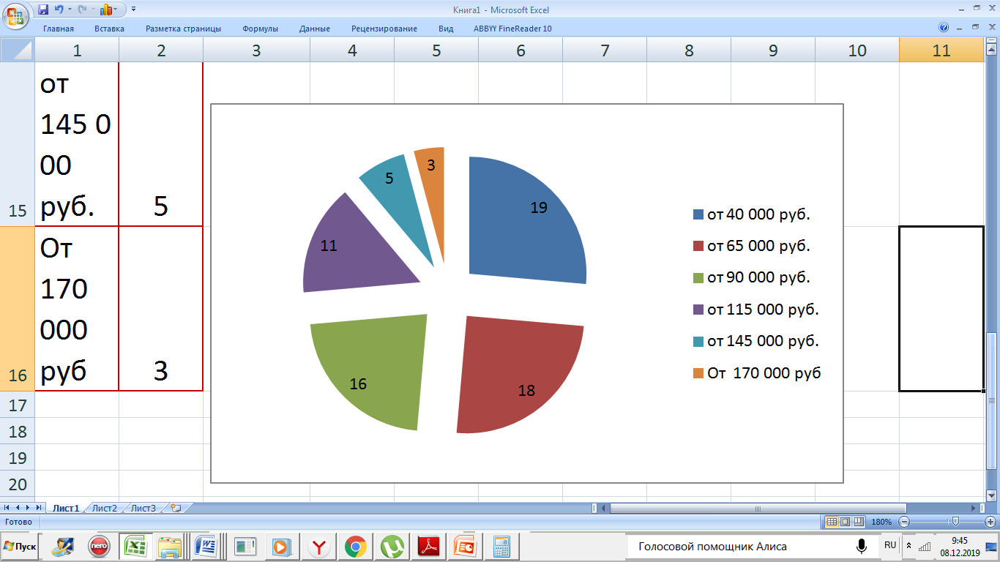 Книга1 - Microsoft Excel
Главная Вставка Разметка страницы Формулы Данные Рецензирование Вид ABBYY FineReader 10
1 2 3 4 5 6 7 8 9 10 11
от
145 0
00
руб. 5
15
От
170
000
руб 3
16
17
18
19
20
3
5
19
11
16
18
от 40 000 руб.
от 65 000 руб.
от 90 000 руб.
от 115 000 руб.
от 145 000 руб.
От 170 000 руб
Лист1 Лист2 Лист3
Готово 180%
Пуск nero Голосовой помощник Алиса RU 9:45
08.12.2019